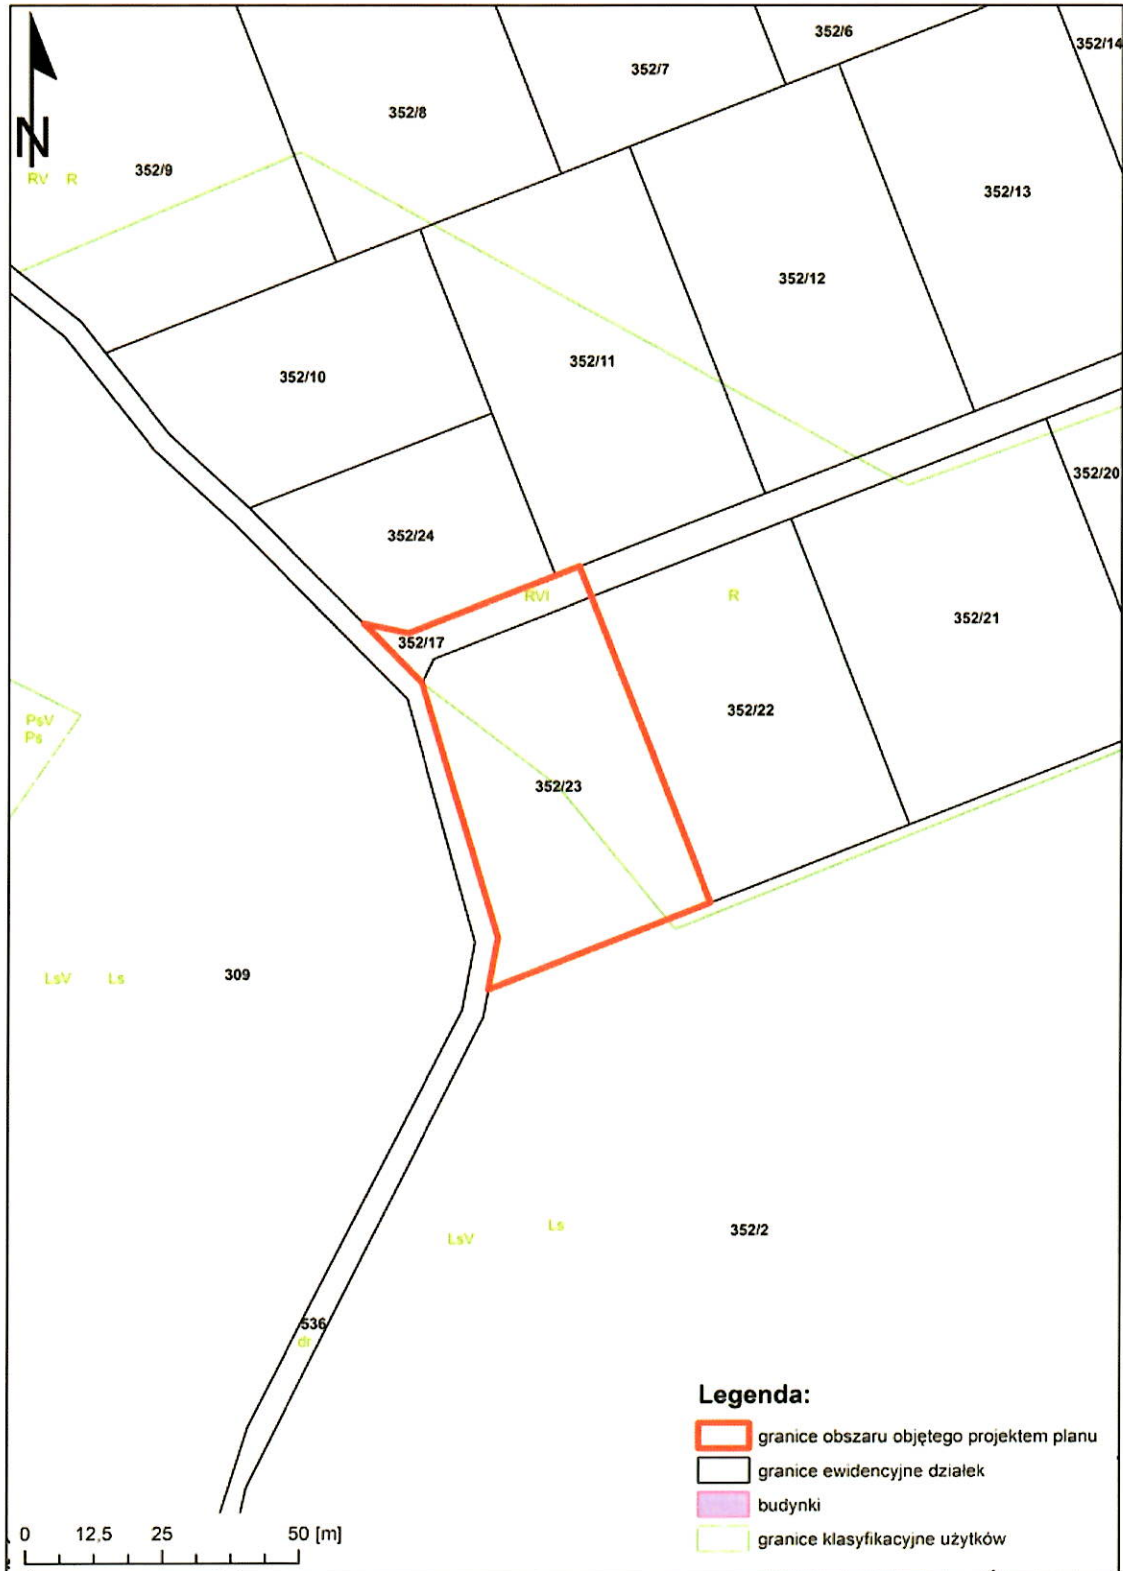 352/6
352/14
352/7
352/8
N
352/9
RV R
352/13
352/12
352/11
352/10
352/20
352/24
RVI R
352/21
352/17
352/22
PsV
Ps
352/23
309
LsV Ls
Ls
352/2
LsV
536
dr
Legenda:
granice obszaru objętego projektem planu
granice ewidencyjne działek
budynki
granice klasyfikacyjne użytków
0 12,5 25 50 [m]